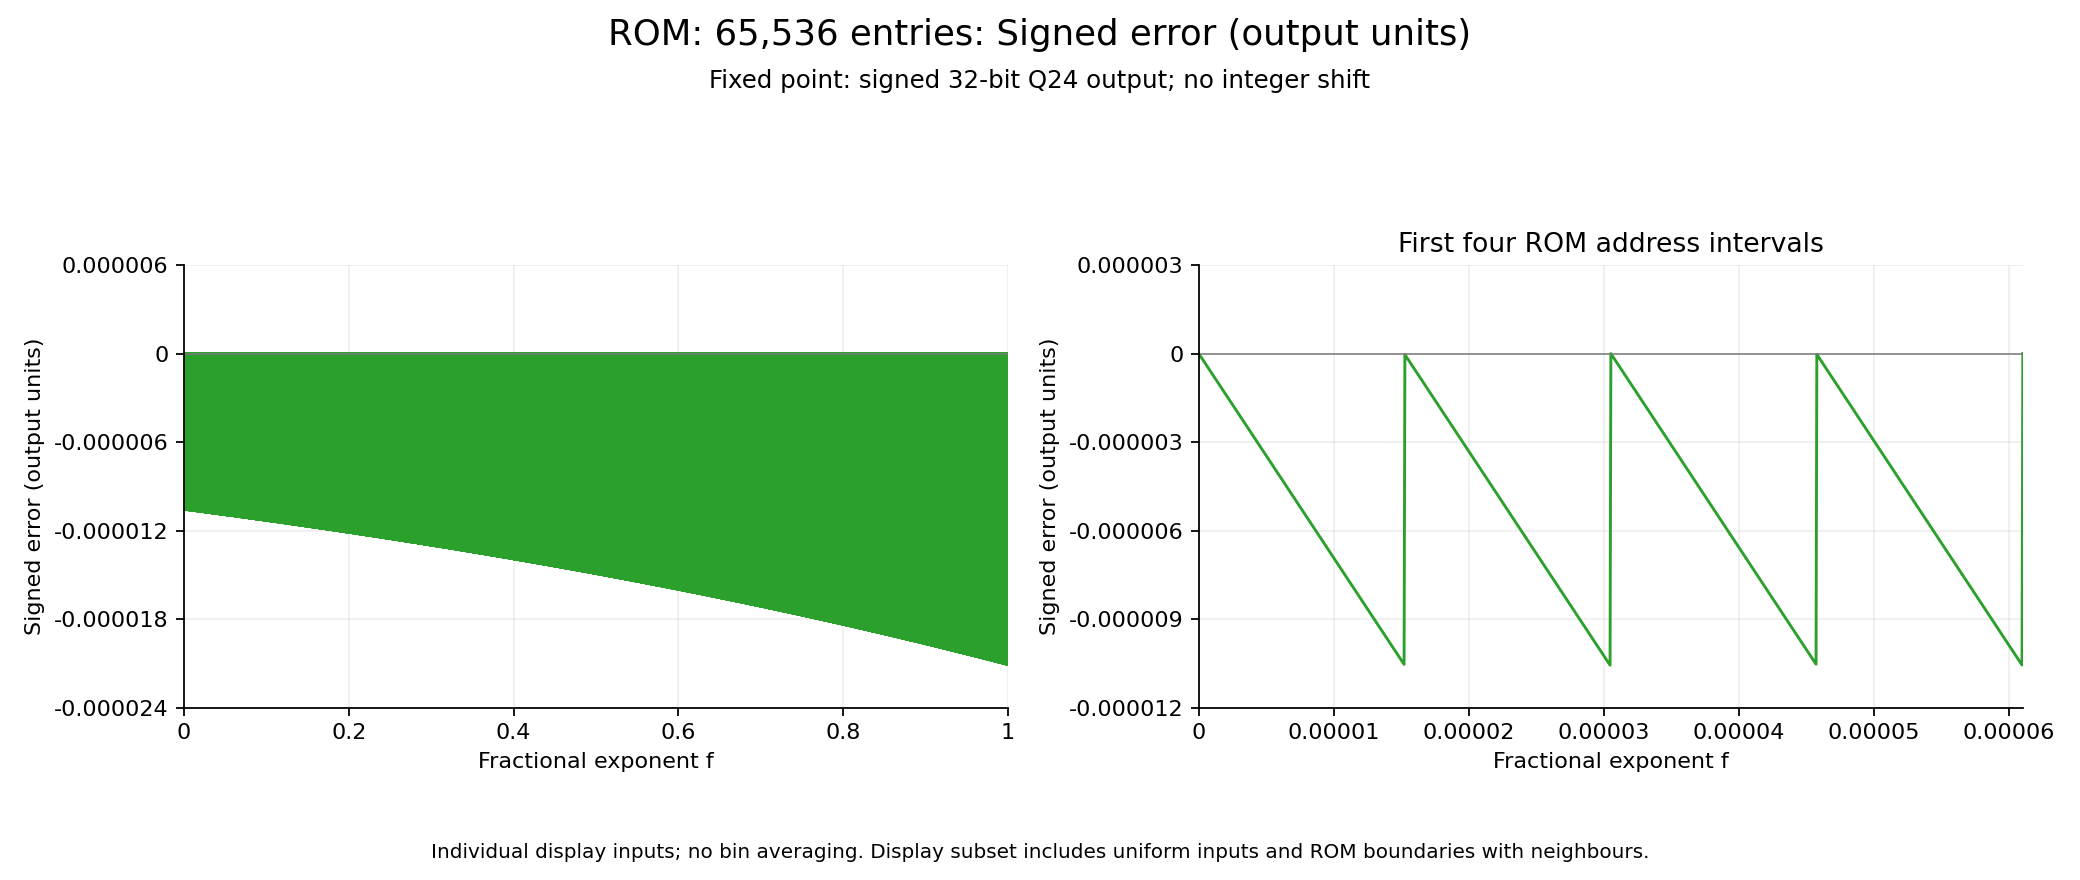 ROM: 65,536 entries: Signed error (output units)
Fixed point: signed 32-bit Q24 output; no integer shift
Signed error (output units)
0.000006
0
-0.000006
-0.000012
-0.000018
-0.000024
0 0.2 0.4 0.6 0.8 1
Fractional exponent f
First four ROM address intervals
Signed error (output units)
0.000003
0
-0.000003
-0.000006
-0.000009
-0.000012
0 0.00001 0.00002 0.00003 0.00004 0.00005 0.00006
Fractional exponent f
Individual display inputs; no bin averaging. Display subset includes uniform inputs and ROM boundaries with neighbours.